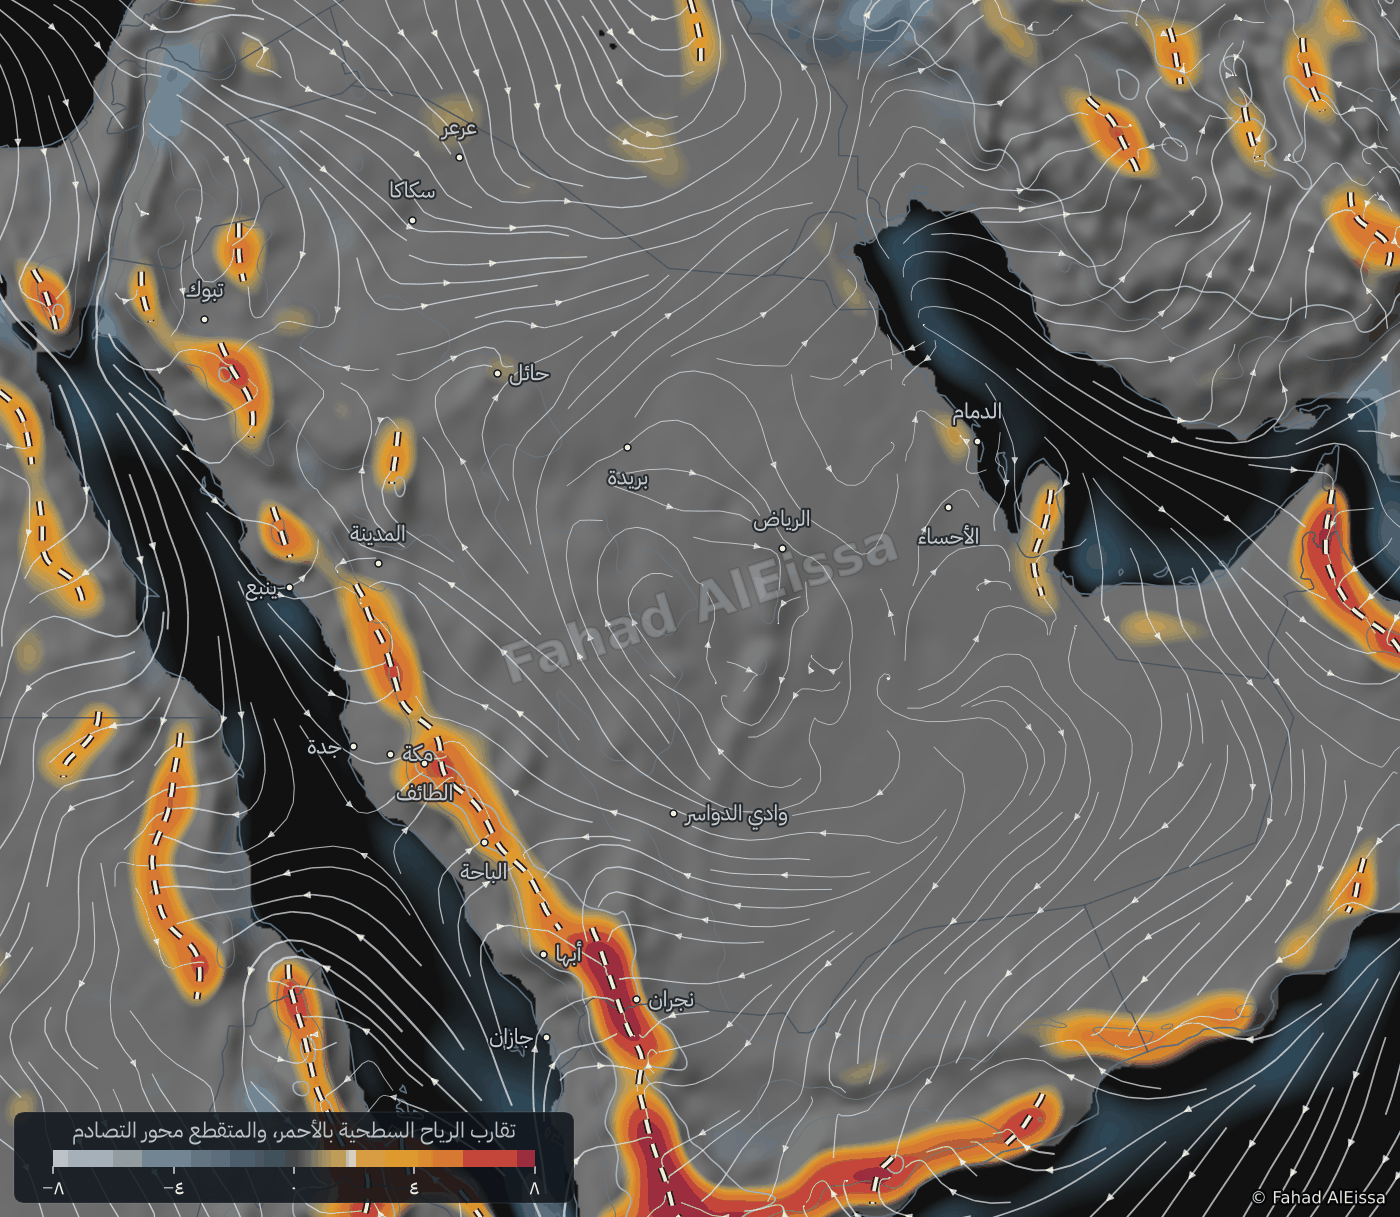 عرعر
سكاكا
تبوك
حائل
الدمام
بريدة
الرياض
الأحساء
المدينة
ينبع
Fahad AlEissa
جدة
مكة
الطائف
وادي الدواسر
الباحة
أبها
نجران
جازان
تقارب الرياح السطحية بالأحمر، والمتقطع محور التصادم
−٨ −٤ ٠ ٤ ٨
© Fahad AlEissa